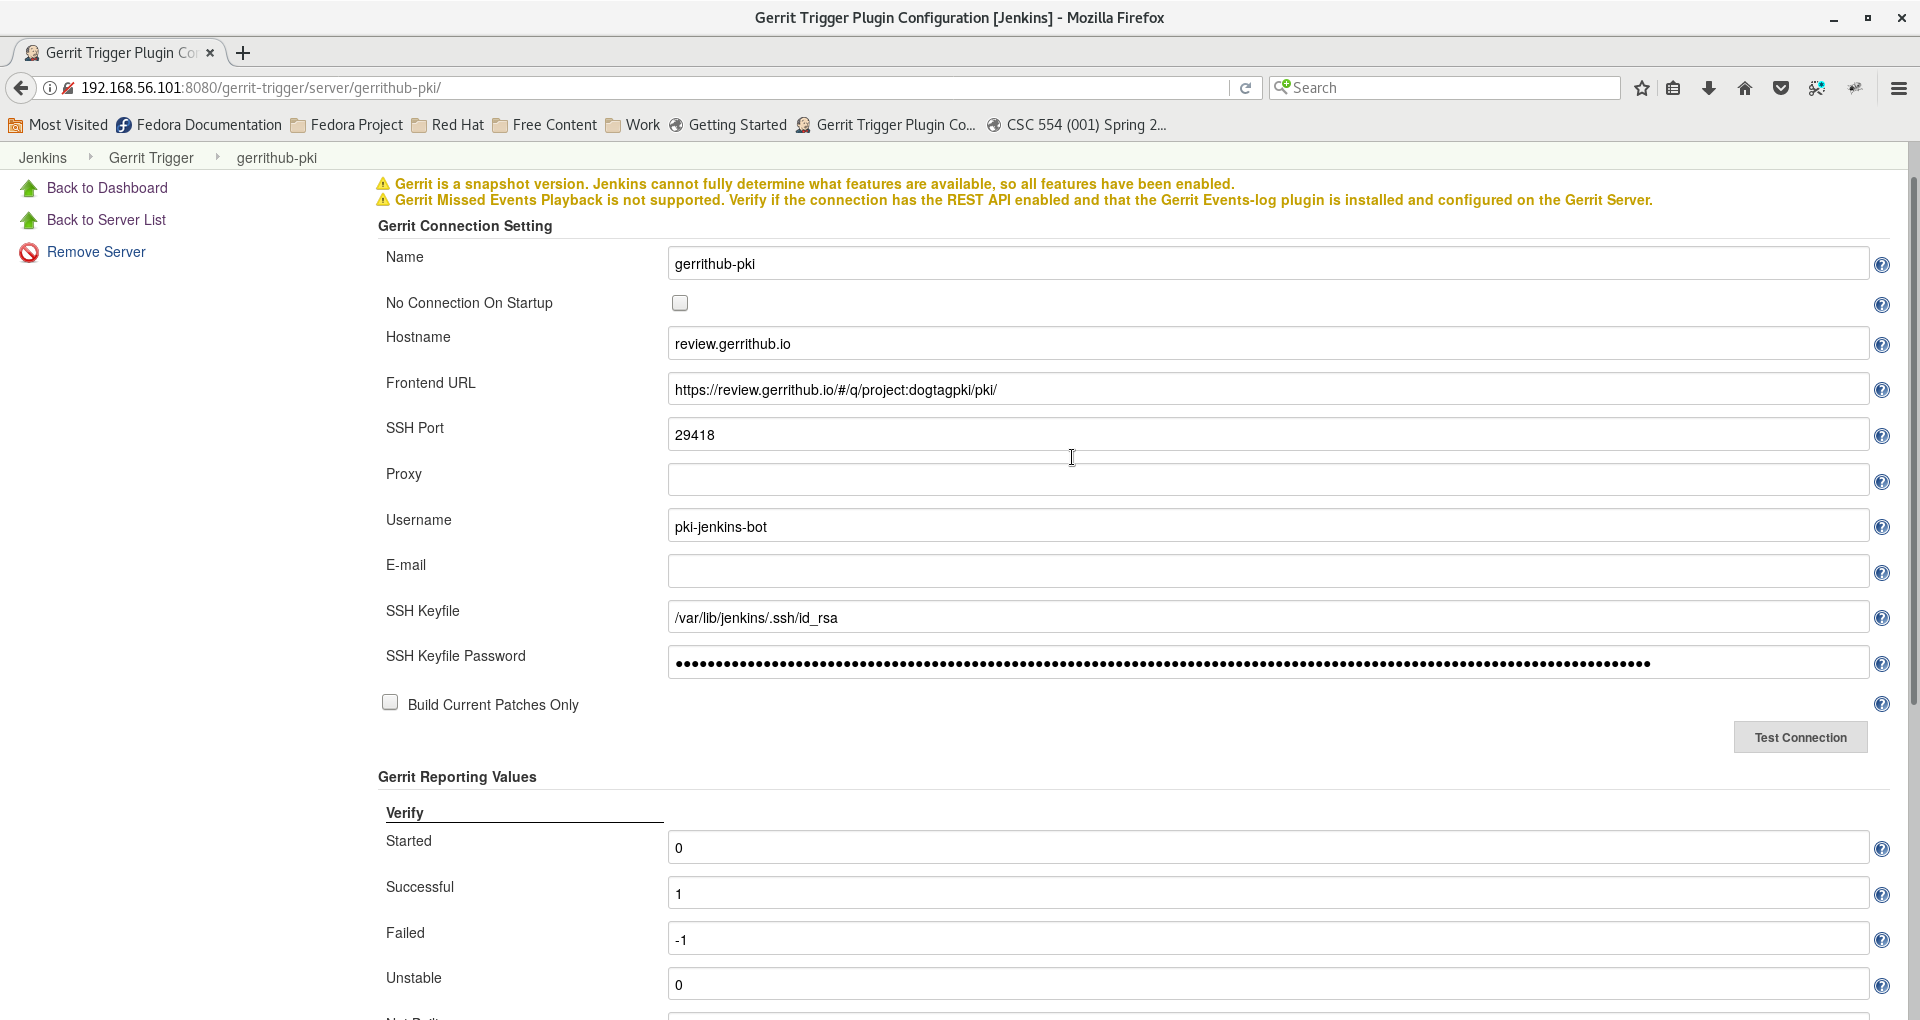 Gerrit Trigger Plugin Configuration [Jenkins] - Mozilla Firefox
Gerrit Trigger Plugin Co
192.168.56.101:8080/gerrit-trigger/server/gerrithub-pki/
Search
Most Visited Fedora Documentation Fedora Project Red Hat Free Content Work Getting Started Gerrit Trigger Plugin Co... CSC 554 (001) Spring 2...
Jenkins Gerrit Trigger gerrithub-pki
Back to Dashboard
Back to Server List
Remove Server
Gerrit is a snapshot version. Jenkins cannot fully determine what features are available, so all features have been enabled.
Gerrit Missed Events Playback is not supported. Verify if the connection has the REST API enabled and that the Gerrit Events-log plugin is installed and configured on the Gerrit Server.
Gerrit Connection Setting
Name gerrithub-pki
No Connection On Startup
Hostname review.gerrithub.io
Frontend URL https://review.gerrithub.io/#/q/project:dogtagpki/pki/
SSH Port 29418
Proxy
Username pki-jenkins-bot
E-mail
SSH Keyfile /var/lib/jenkins/.ssh/id_rsa
SSH Keyfile Password
Build Current Patches Only
Test Connection
Gerrit Reporting Values
Verify
Started 0
Successful 1
Failed -1
Unstable 0